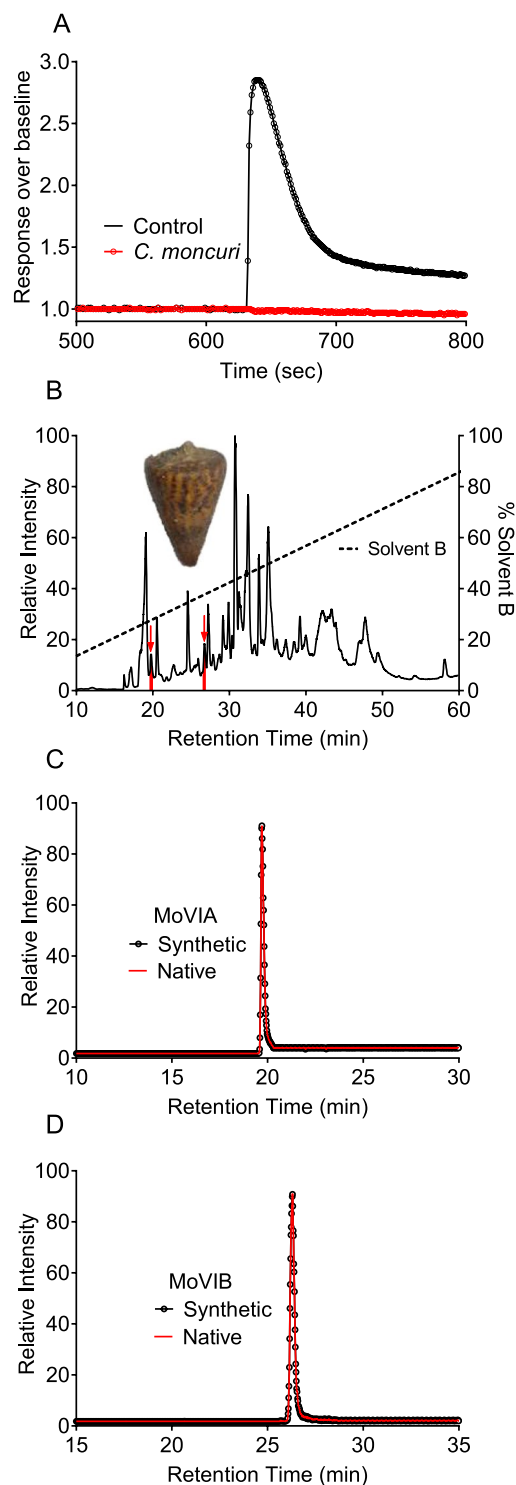 A
Response over baseline
3.0
2.5
2.0
1.5
1.0
Control
C. moncuri
500 600 700 800
Time (sec)
B
Relative Intensity
100 100
80 80
60 60
40 40
20 20
0 0
% Solvent B
Solvent B
10 20 30 40 50 60
Retention Time (min)
C
Relative Intensity
100
80
60
40
20
0
MoVIA
Synthetic
Native
10 15 20 25 30
Retention Time (min)
D
Relative Intensity
100
80
60
40
20
0
MoVIB
Synthetic
Native
15 20 25 30 35
Retention Time (min)